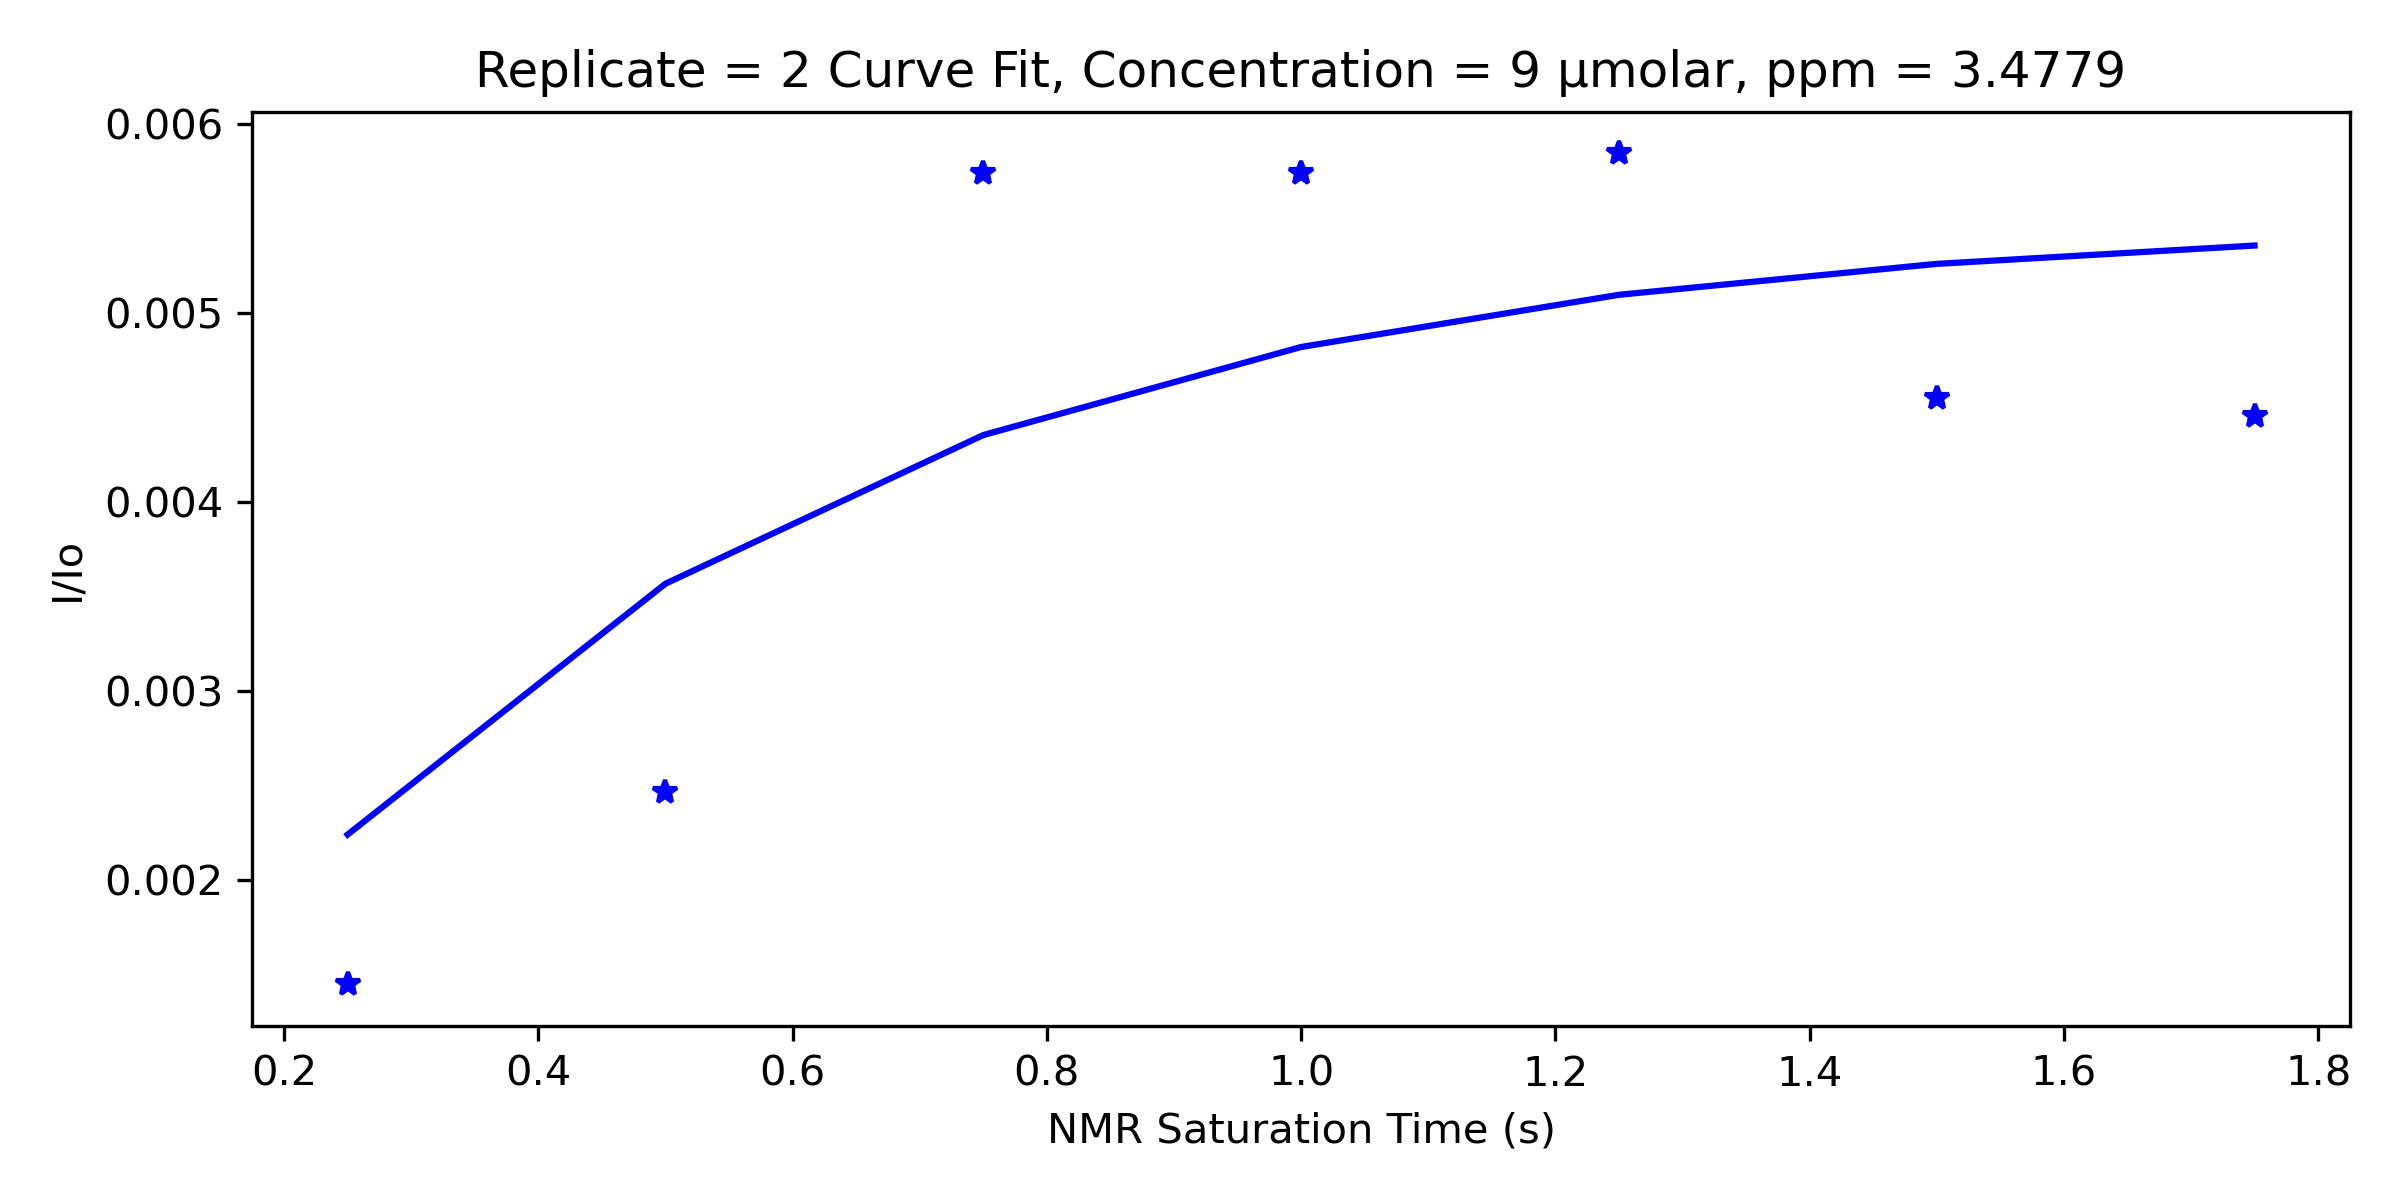 Replicate = 2 Curve Fit, Concentration = 9 µmolar, ppm = 3.4779
0.006
0.005
0.004
0.003
0.002
I/Io
0.2 0.4 0.6 0.8 1.0 1.2 1.4 1.6 1.8
NMR Saturation Time (s)